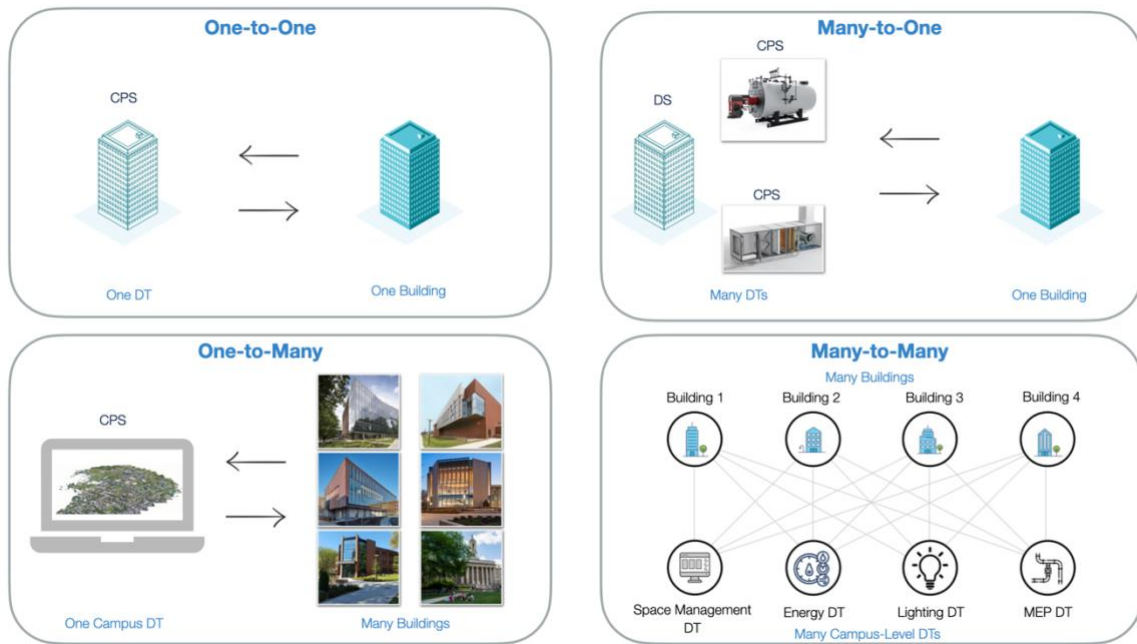 One-to-One
CPS
One DT
One Building
Many-to-One
CPS
DS
CPS
Many DTs
One Building
One-to-Many
CPS
One Campus DT
Many Buildings
Many-to-Many
Many Buildings
Building 1
Building 2
Building 3
Building 4
Space Management
DT
Energy DT
Lighting DT
MEP DT
Many Campus-Level DTs